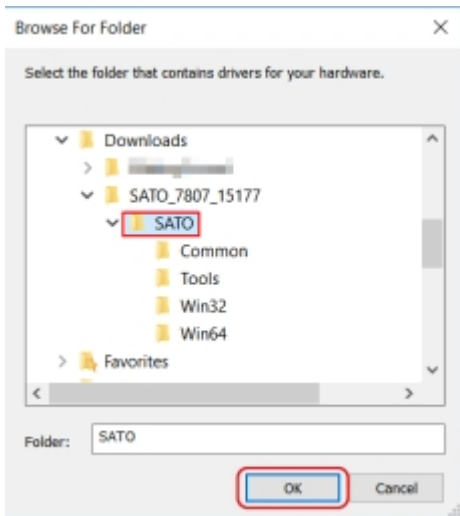 Browse For Folder
Select the folder that contains drivers for your hardware.
Downloads
SATO_7807_15177
SATO
Common
Tools
Win32
Win64
Favorites
Folder: SATO
OK Cancel